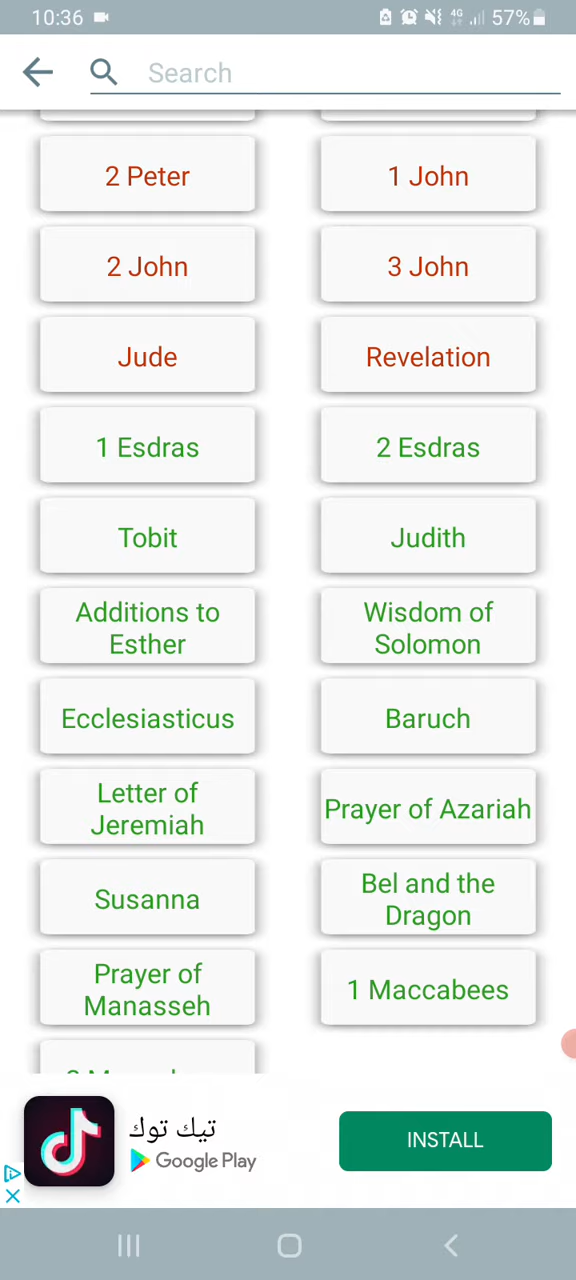 10:36 4G 57%
Search
2 Peter
1 John
2 John
3 John
Jude
Revelation
1 Esdras
2 Esdras
Tobit
Judith
Additions to
Esther
Wisdom of
Solomon
Ecclesiasticus
Baruch
Letter of
Jeremiah
Prayer of Azariah
Susanna
Bel and the
Dragon
Prayer of
Manasseh
1 Maccabees
تيك توك
Google Play
INSTALL